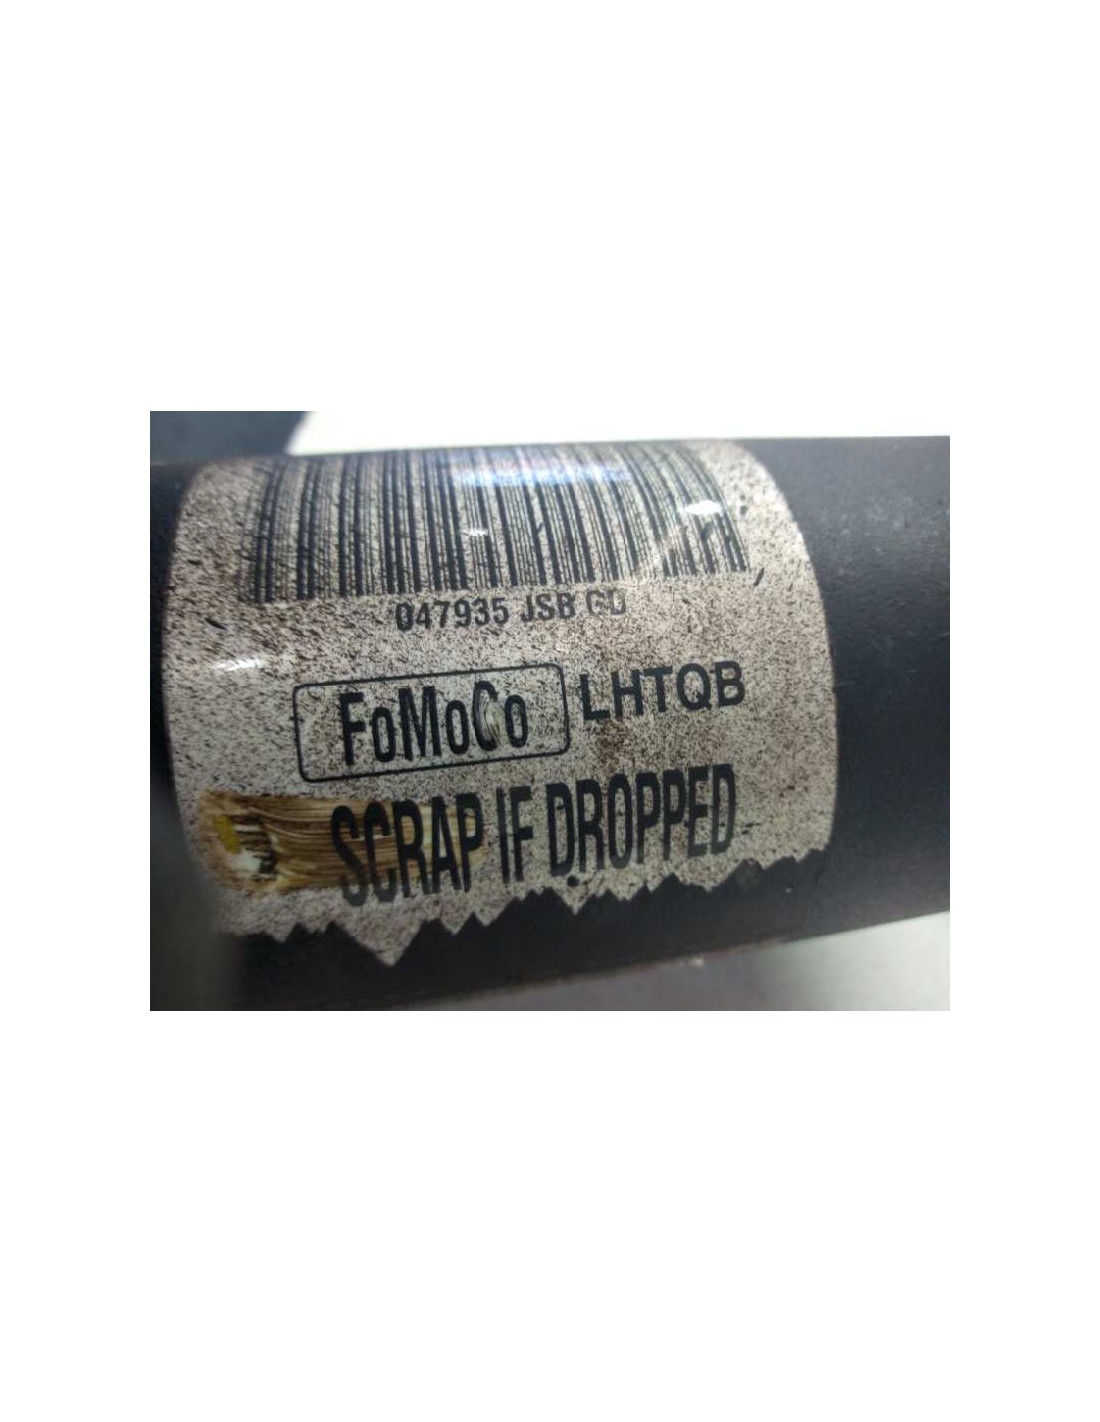 047935 JSB GD
FoMoCo LHTQB
SCRAP IF DROPPED